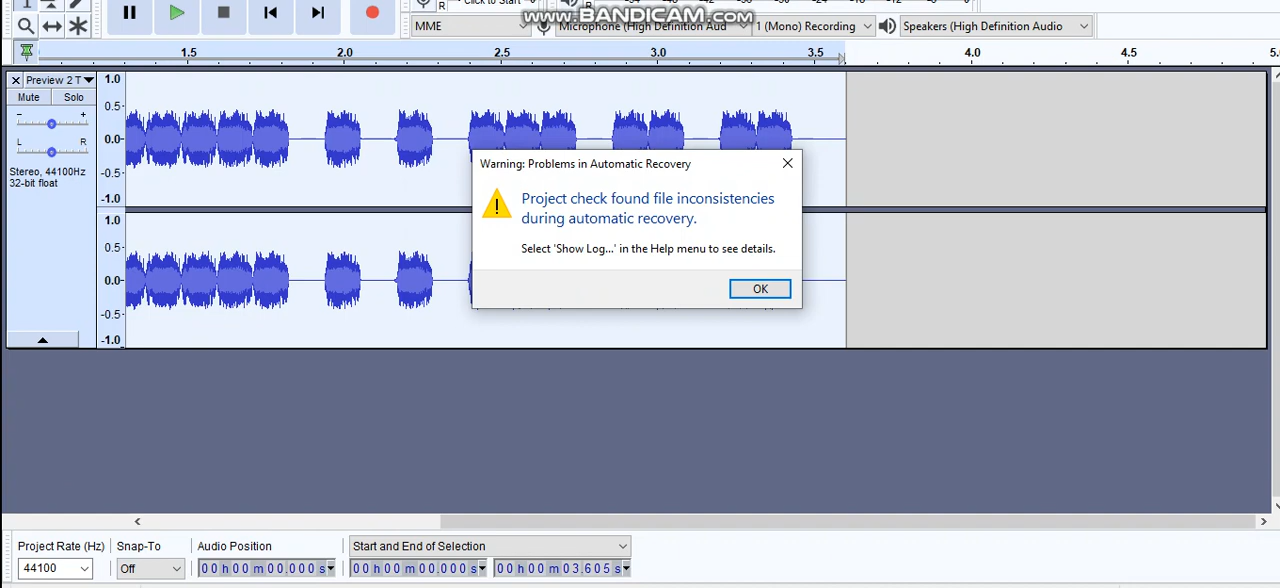 www.BANDICAM.com
Click to Start
R
MME
Microphone (High Definition Aud
1 (Mono) Recording
Speakers (High Definition Audio
1.5 2.0 2.5 3.0 3.5 4.0 4.5 5.0
Preview 2 T
Mute Solo
- +
L R
Stereo, 44100Hz
32-bit float
1.0
0.5-
0.0-
-0.5-
-1.0
1.0
0.5-
0.0-
-0.5-
-1.0
Warning: Problems in Automatic Recovery
Project check found file inconsistencies
during automatic recovery.
Select 'Show Log...' in the Help menu to see details.
OK
Project Rate (Hz) Snap-To Audio Position Start and End of Selection
44100 Off 00 h 00 m 00.000 s 00 h 00 m 00.000 s 00 h 00 m 03.605 s